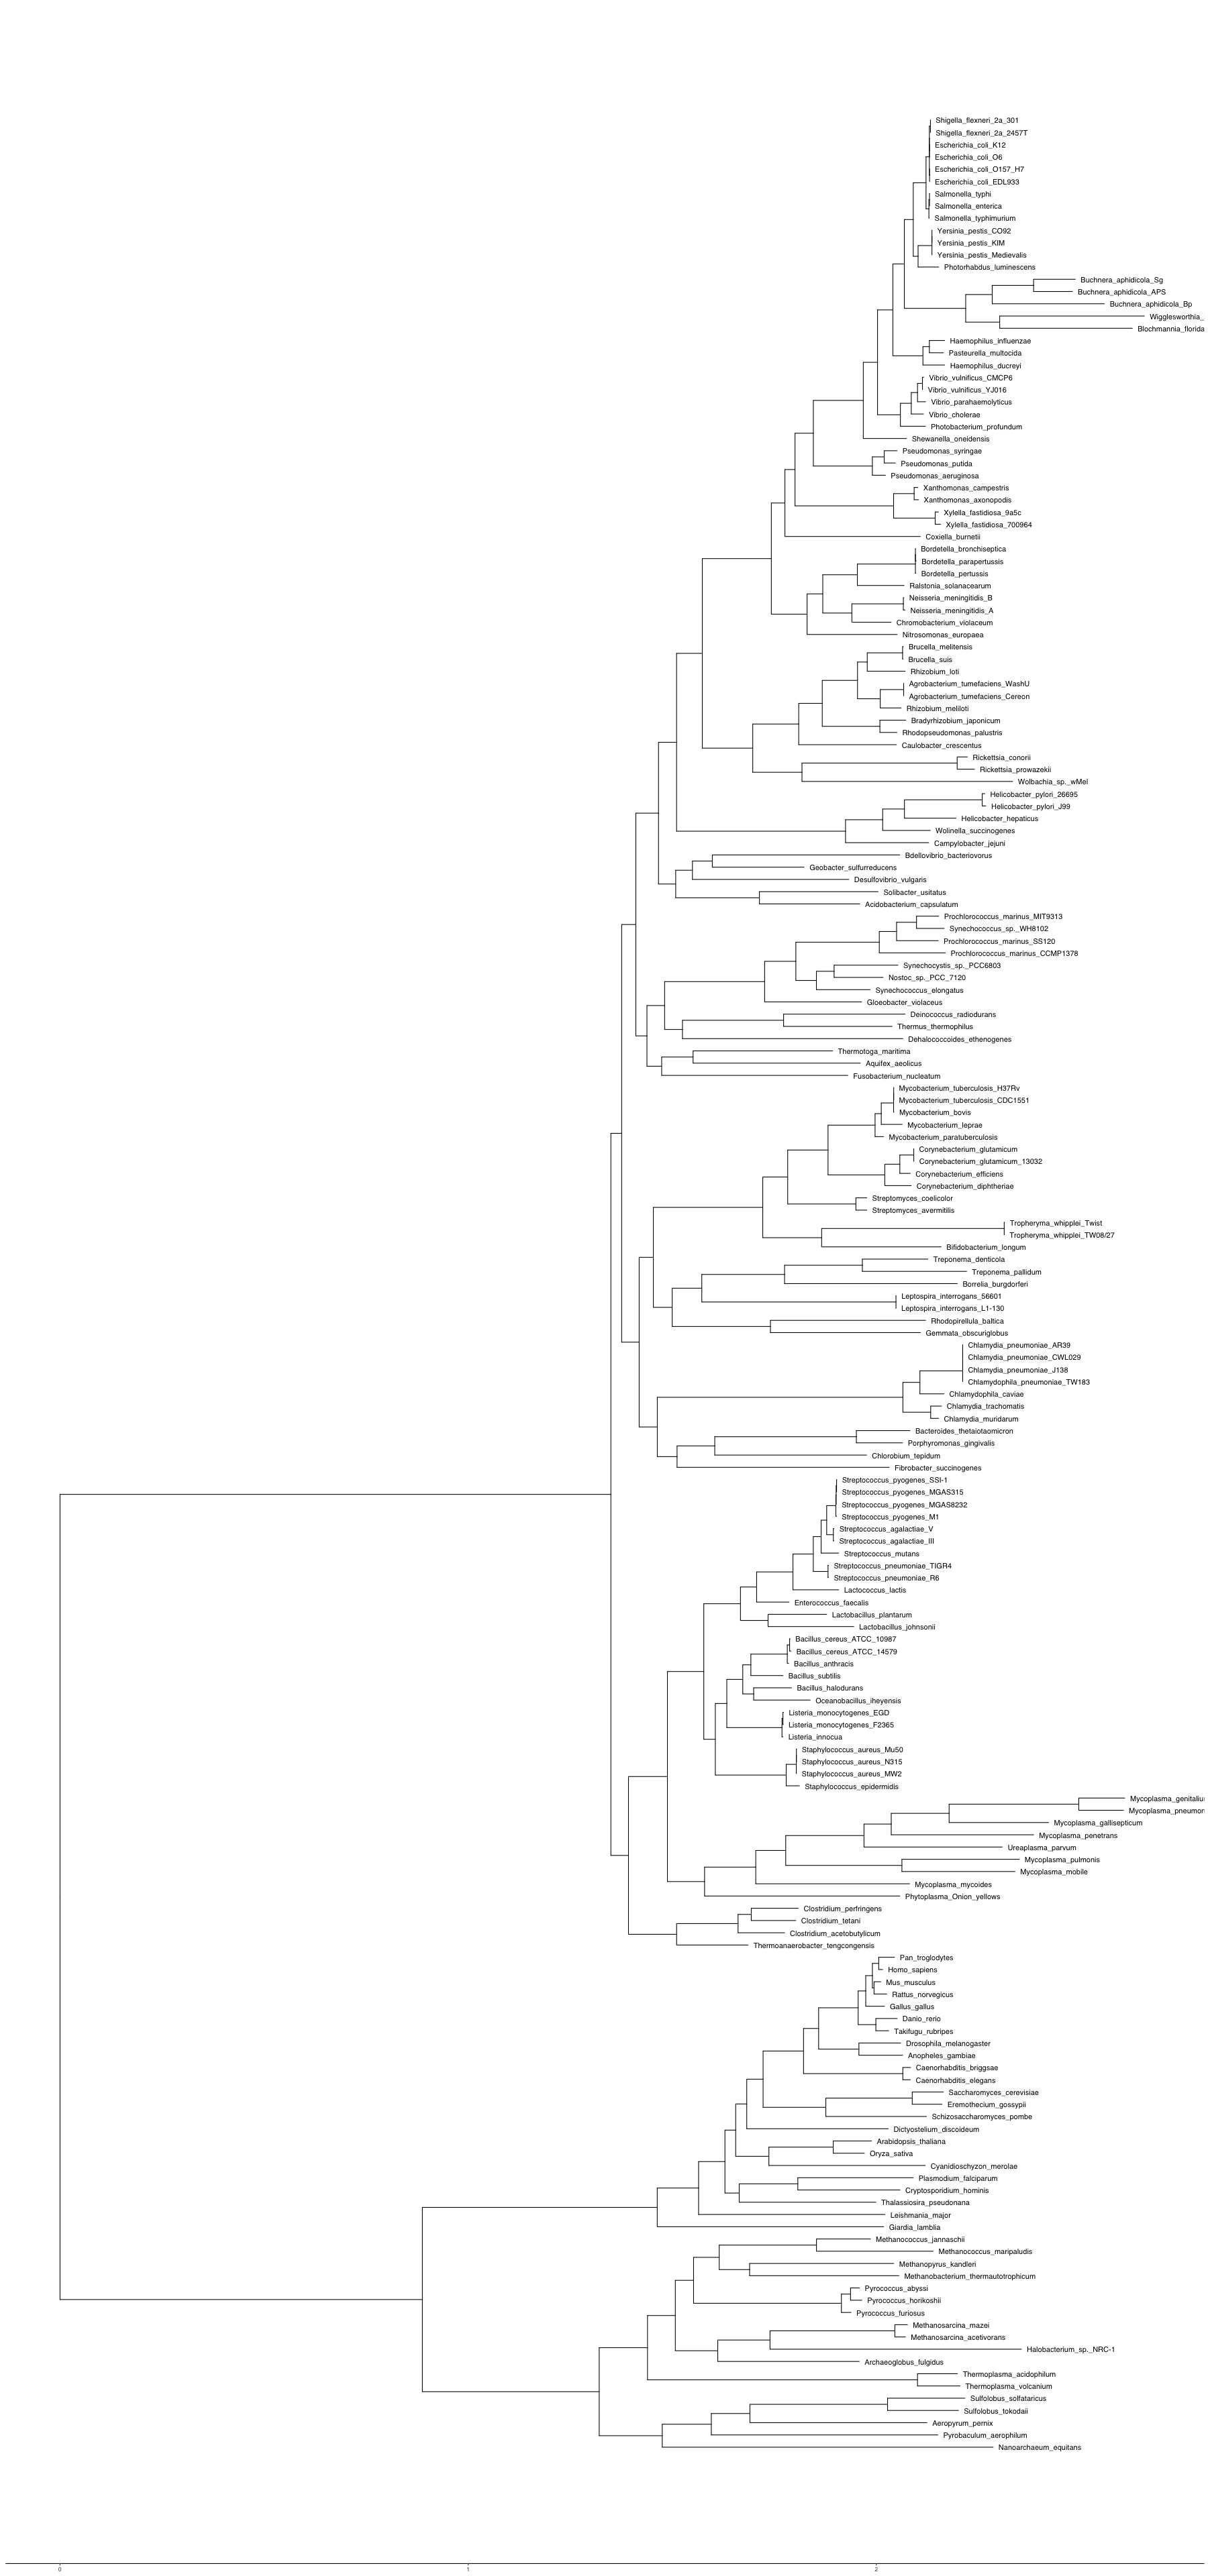 Shigella_flexneri_2a_301
Shigella_flexneri_2a_2457T
Escherichia_coli_K12
Escherichia_coli_O6
Escherichia_coli_O157_H7
Escherichia_coli_EDL933
Salmonella_typhi
Salmonella_enterica
Salmonella_typhimurium
Yersinia_pestis_CO92
Yersinia_pestis_KIM
Yersinia_pestis_Medievalis
Photorhabdus_luminescens
Buchnera_aphidicola_Sg
Buchnera_aphidicola_APS
Buchnera_aphidicola_Bp
Wigglesworthia_
Blochmannia_florida
Haemophilus_influenzae
Pasteurella_multocida
Haemophilus_ducreyi
Vibrio_vulnificus_CMCP6
Vibrio_vulnificus_YJ016
Vibrio_parahaemolyticus
Vibrio_cholerae
Photobacterium_profundum
Shewanella_oneidensis
Pseudomonas_syringae
Pseudomonas_putida
Pseudomonas_aeruginosa
Xanthomonas_campestris
Xanthomonas_axonopodis
Xylella_fastidiosa_9a5c
Xylella_fastidiosa_700964
Coxiella_burnetii
Bordetella_bronchiseptica
Bordetella_parapertussis
Bordetella_pertussis
Ralstonia_solanacearum
Neisseria_meningitidis_B
Neisseria_meningitidis_A
Chromobacterium_violaceum
Nitrosomonas_europaea
Brucella_melitensis
Brucella_suis
Rhizobium_loti
Agrobacterium_tumefaciens_WashU
Agrobacterium_tumefaciens_Cereon
Rhizobium_meliloti
Bradyrhizobium_japonicum
Rhodopseudomonas_palustris
Caulobacter_crescentus
Rickettsia_conorii
Rickettsia_prowazekii
Wolbachia_sp._wMel
Helicobacter_pylori_26695
Helicobacter_pylori_J99
Helicobacter_hepaticus
Wolinella_succinogenes
Campylobacter_jejuni
Bdellovibrio_bacteriovorus
Geobacter_sulfurreducens
Desulfovibrio_vulgaris
Solibacter_usitatus
Acidobacterium_capsulatum
Prochlorococcus_marinus_MIT9313
Synechococcus_sp._WH8102
Prochlorococcus_marinus_SS120
Prochlorococcus_marinus_CCMP1378
Synechocystis_sp._PCC6803
Nostoc_sp._PCC_7120
Synechococcus_elongatus
Gloeobacter_violaceus
Deinococcus_radiodurans
Thermus_thermophilus
Dehalococcoides_ethenogenes
Thermotoga_maritima
Aquifex_aeolicus
Fusobacterium_nucleatum
Mycobacterium_tuberculosis_H37Rv
Mycobacterium_tuberculosis_CDC1551
Mycobacterium_bovis
Mycobacterium_leprae
Mycobacterium_paratuberculosis
Corynebacterium_glutamicum
Corynebacterium_glutamicum_13032
Corynebacterium_efficiens
Corynebacterium_diphtheriae
Streptomyces_coelicolor
Streptomyces_avermitilis
Tropheryma_whipplei_Twist
Tropheryma_whipplei_TW08/27
Bifidobacterium_longum
Treponema_denticola
Treponema_pallidum
Borrelia_burgdorferi
Leptospira_interrogans_56601
Leptospira_interrogans_L1-130
Rhodopirellula_baltica
Gemmata_obscuriglobus
Chlamydia_pneumoniae_AR39
Chlamydia_pneumoniae_CWL029
Chlamydia_pneumoniae_J138
Chlamydophila_pneumoniae_TW183
Chlamydophila_caviae
Chlamydia_trachomatis
Chlamydia_muridarum
Bacteroides_thetaiotaomicron
Porphyromonas_gingivalis
Chlorobium_tepidum
Fibrobacter_succinogenes
Streptococcus_pyogenes_SSI-1
Streptococcus_pyogenes_MGAS315
Streptococcus_pyogenes_MGAS8232
Streptococcus_pyogenes_M1
Streptococcus_agalactiae_V
Streptococcus_agalactiae_III
Streptococcus_mutans
Streptococcus_pneumoniae_TIGR4
Streptococcus_pneumoniae_R6
Lactococcus_lactis
Enterococcus_faecalis
Lactobacillus_plantarum
Lactobacillus_johnsonii
Bacillus_cereus_ATCC_10987
Bacillus_cereus_ATCC_14579
Bacillus_anthracis
Bacillus_subtilis
Bacillus_halodurans
Oceanobacillus_iheyensis
Listeria_monocytogenes_EGD
Listeria_monocytogenes_F2365
Listeria_innocua
Staphylococcus_aureus_Mu50
Staphylococcus_aureus_N315
Staphylococcus_aureus_MW2
Staphylococcus_epidermidis
Mycoplasma_genitaliu
Mycoplasma_pneumon
Mycoplasma_gallisepticum
Mycoplasma_penetrans
Ureaplasma_parvum
Mycoplasma_pulmonis
Mycoplasma_mobile
Mycoplasma_mycoides
Phytoplasma_Onion_yellows
Clostridium_perfringens
Clostridium_tetani
Clostridium_acetobutylicum
Thermoanaerobacter_tengcongensis
Pan_troglodytes
Homo_sapiens
Mus_musculus
Rattus_norvegicus
Gallus_gallus
Danio_rerio
Takifugu_rubripes
Drosophila_melanogaster
Anopheles_gambiae
Caenorhabditis_briggsae
Caenorhabditis_elegans
Saccharomyces_cerevisiae
Eremothecium_gossypii
Schizosaccharomyces_pombe
Dictyostelium_discoideum
Arabidopsis_thaliana
Oryza_sativa
Cyanidioschyzon_merolae
Plasmodium_falciparum
Cryptosporidium_hominis
Thalassiosira_pseudonana
Leishmania_major
Giardia_lamblia
Methanococcus_jannaschii
Methanococcus_maripaludis
Methanopyrus_kandleri
Methanobacterium_thermautotrophicum
Pyrococcus_abyssi
Pyrococcus_horikoshii
Pyrococcus_furiosus
Methanosarcina_mazei
Methanosarcina_acetivorans
Halobacterium_sp._NRC-1
Archaeoglobus_fulgidus
Thermoplasma_acidophilum
Thermoplasma_volcanium
Sulfolobus_solfataricus
Sulfolobus_tokodaii
Aeropyrum_pernix
Pyrobaculum_aerophilum
Nanoarchaeum_equitans
0 1 2